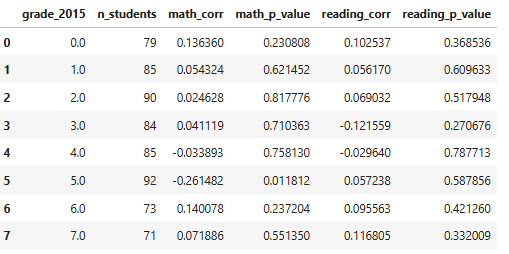 grade_2015 n_students math_corr math_p_value reading_corr reading_p_value
0 0.0 79 0.136360 0.230808 0.102537 0.368536
1 1.0 85 0.054324 0.621452 0.056170 0.609633
2 2.0 90 0.024628 0.817776 0.069032 0.517948
3 3.0 84 0.041119 0.710363 -0.121559 0.270676
4 4.0 85 -0.033893 0.758130 -0.029640 0.787713
5 5.0 92 -0.261482 0.011812 0.057238 0.587856
6 6.0 73 0.140078 0.237204 0.095563 0.421260
7 7.0 71 0.071886 0.551350 0.116805 0.332009